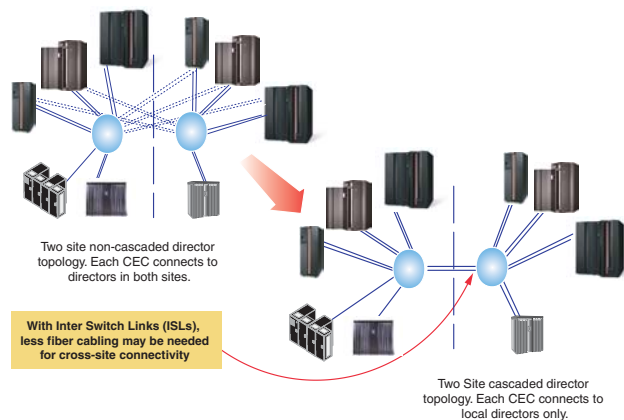 Two site non-cascaded director
topology. Each CEC connects to
directors in both sites.
With Inter Switch Links (ISLs),
less fiber cabling may be needed
for cross-site connectivity
Two Site cascaded director
topology. Each CEC connects to
local directors only.